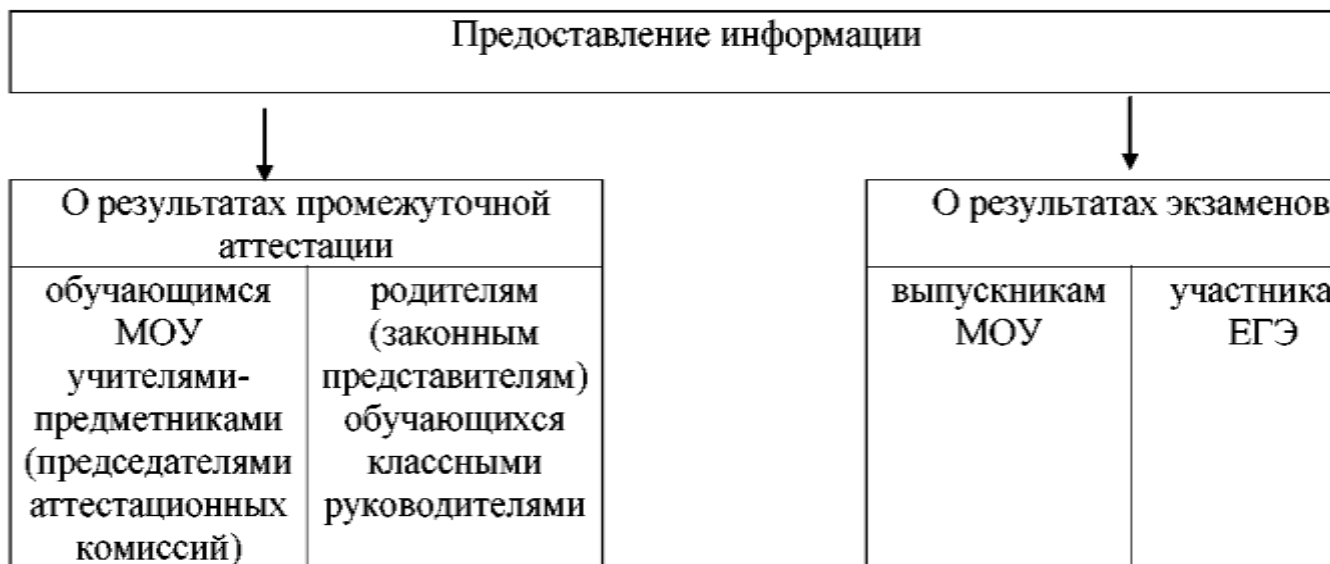 Предоставление информации
О результатах промежуточной
аттестации
обучающимся
МОУ
учителями-
предметниками
(председателями
аттестационных
комиссий)
родителям
(законным
представителям)
обучающихся
классными
руководителями
О результатах экзаменов
выпускникам
МОУ
участника
ЕГЭ